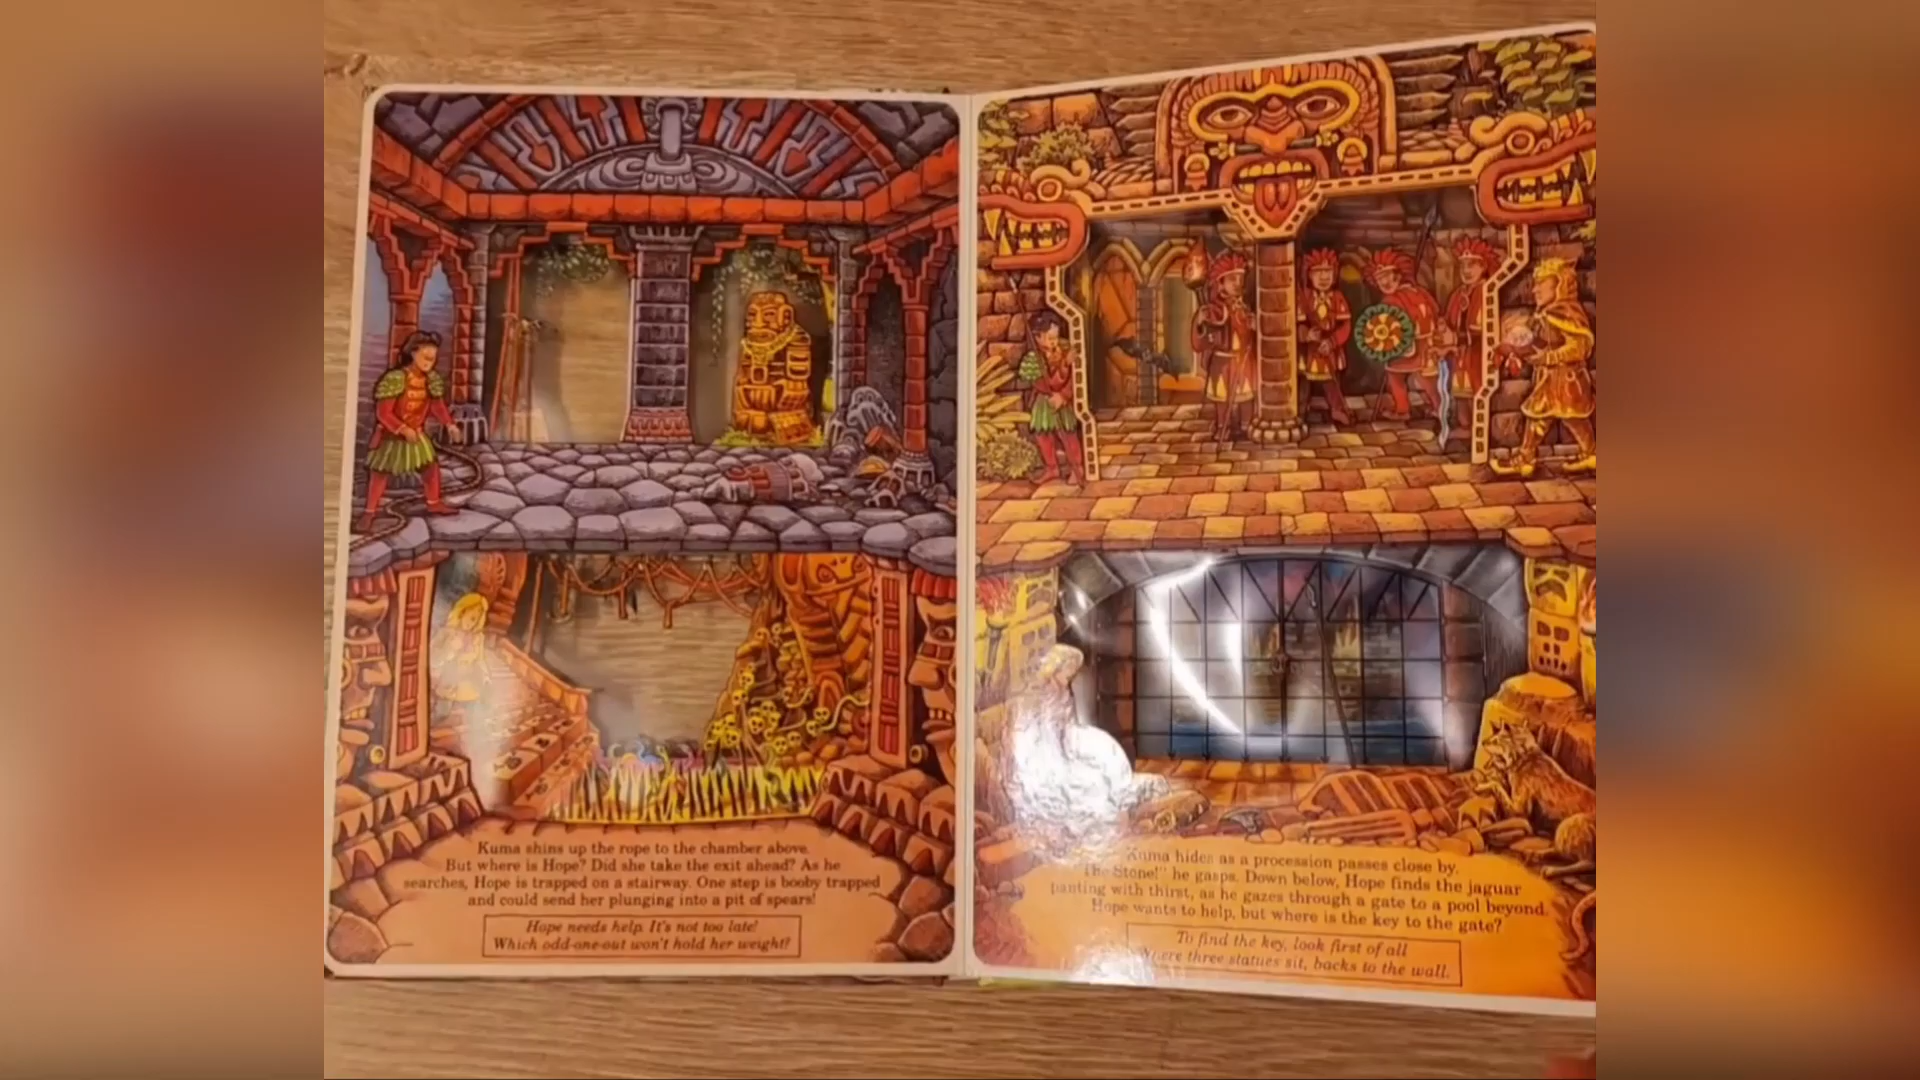 Kuma shins up the rope to the chamber above.
But where is Hope? Did she take the exit ahead? As he
searches, Hope is trapped on a stairway. One step is booby trapped
and could send her plunging into a pit of spears!
Hope needs help. It's not too late!
Which odd-one-out won't hold her weight?
Kuma hides as a procession passes close by.
The Stone!" he gasps. Down below, Hope finds the jaguar
panting with thirst, as he gazes through a gate to a pool beyond.
Hope wants to help, but where is the key to the gate?
To find the key, look first of all
where three statues sit, backs to the wall.